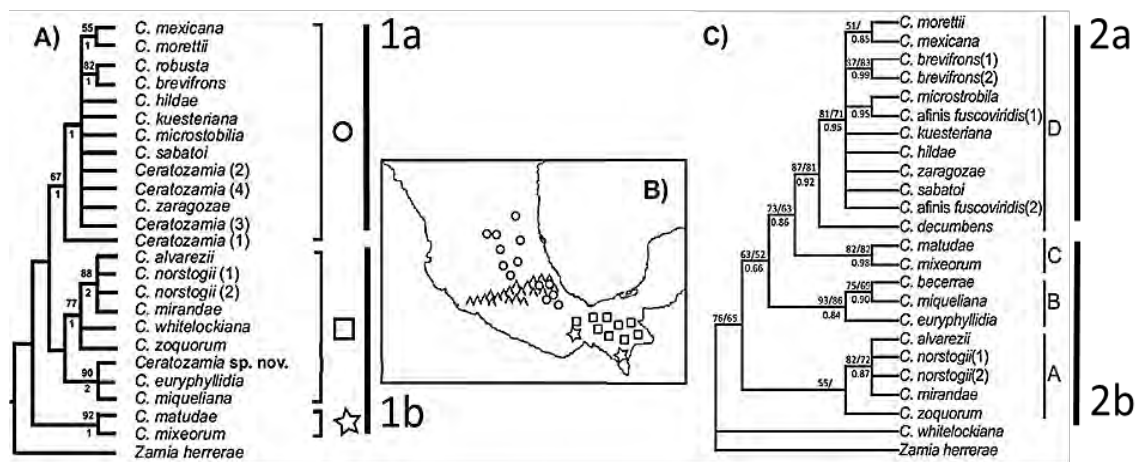 A)
1a
55
1
C. mexicana
C. morettii
82
1
C. robusta
C. brevifrons
C. hildae
C. kuesteriana
C. microstobilia
C. sabatoi
Ceratozamia (2)
Ceratozamia (4)
C. zaragozae
Ceratozamia (3)
Ceratozamia (1)
1
67
1
C. alvarezii
88
2
C. norstogii (1)
C. norstogii (2)
C. mirandae
77
1
C. whitelockiana
C. zoquorum
Ceratozamia sp. nov.
90
2
C. euryphyllidia
C. miqueliana
92
1
C. matudae
C. mixeorum
Zamia herrerae
1b
B)
C)
2a
51/
0.85
C. morettii
C. mexicana
0.99
C. brevifrons(1)
C. brevifrons(2)
C. microstrobila
0.95
C. afinis fuscoviridis(1)
81/71
0.95
C. kuesteriana
C. hildae
C. zaragozae
C. sabatoi
C. afinis fuscoviridis(2)
C. decumbens
D
87/81
0.92
73/63
0.86
82/82
0.98
C. matudae
C. mixeorum
C
63/52
0.66
75/69
0.90
C. becerrae
C. miqueliana
93/86
0.84
C. euryphyllidia
B
76/65
C. alvarezii
82/72
0.87
C. norstogii(1)
C. norstogii(2)
55/
C. mirandae
C. zoquorum
A
C. whitelockiana
Zamia herrerae
2b